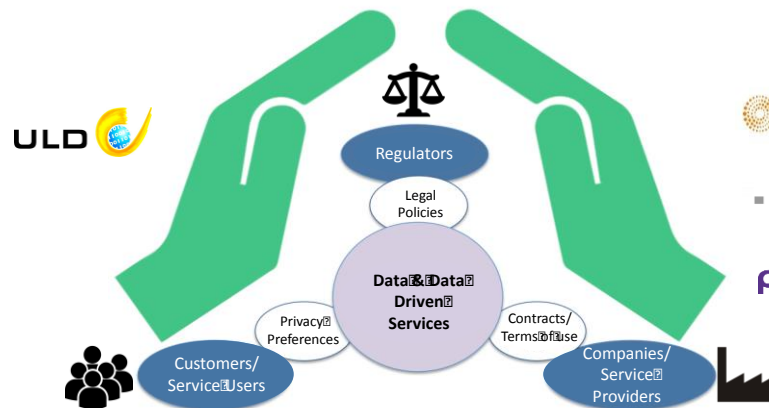 ULD
Regulators
Legal
Policies
Data & Data
Driven
Services
Privacy
Preferences
Contracts/
Terms of use
Customers/
Service Users
Companies/
Service
Providers